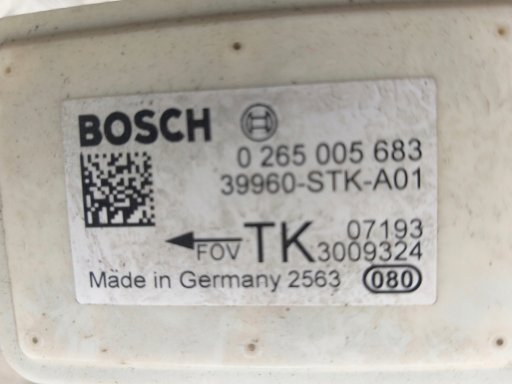 BOSCH
0 265 005 683
39960-STK-A01
FOV TK 07193
3009324
Made in Germany 2563 080